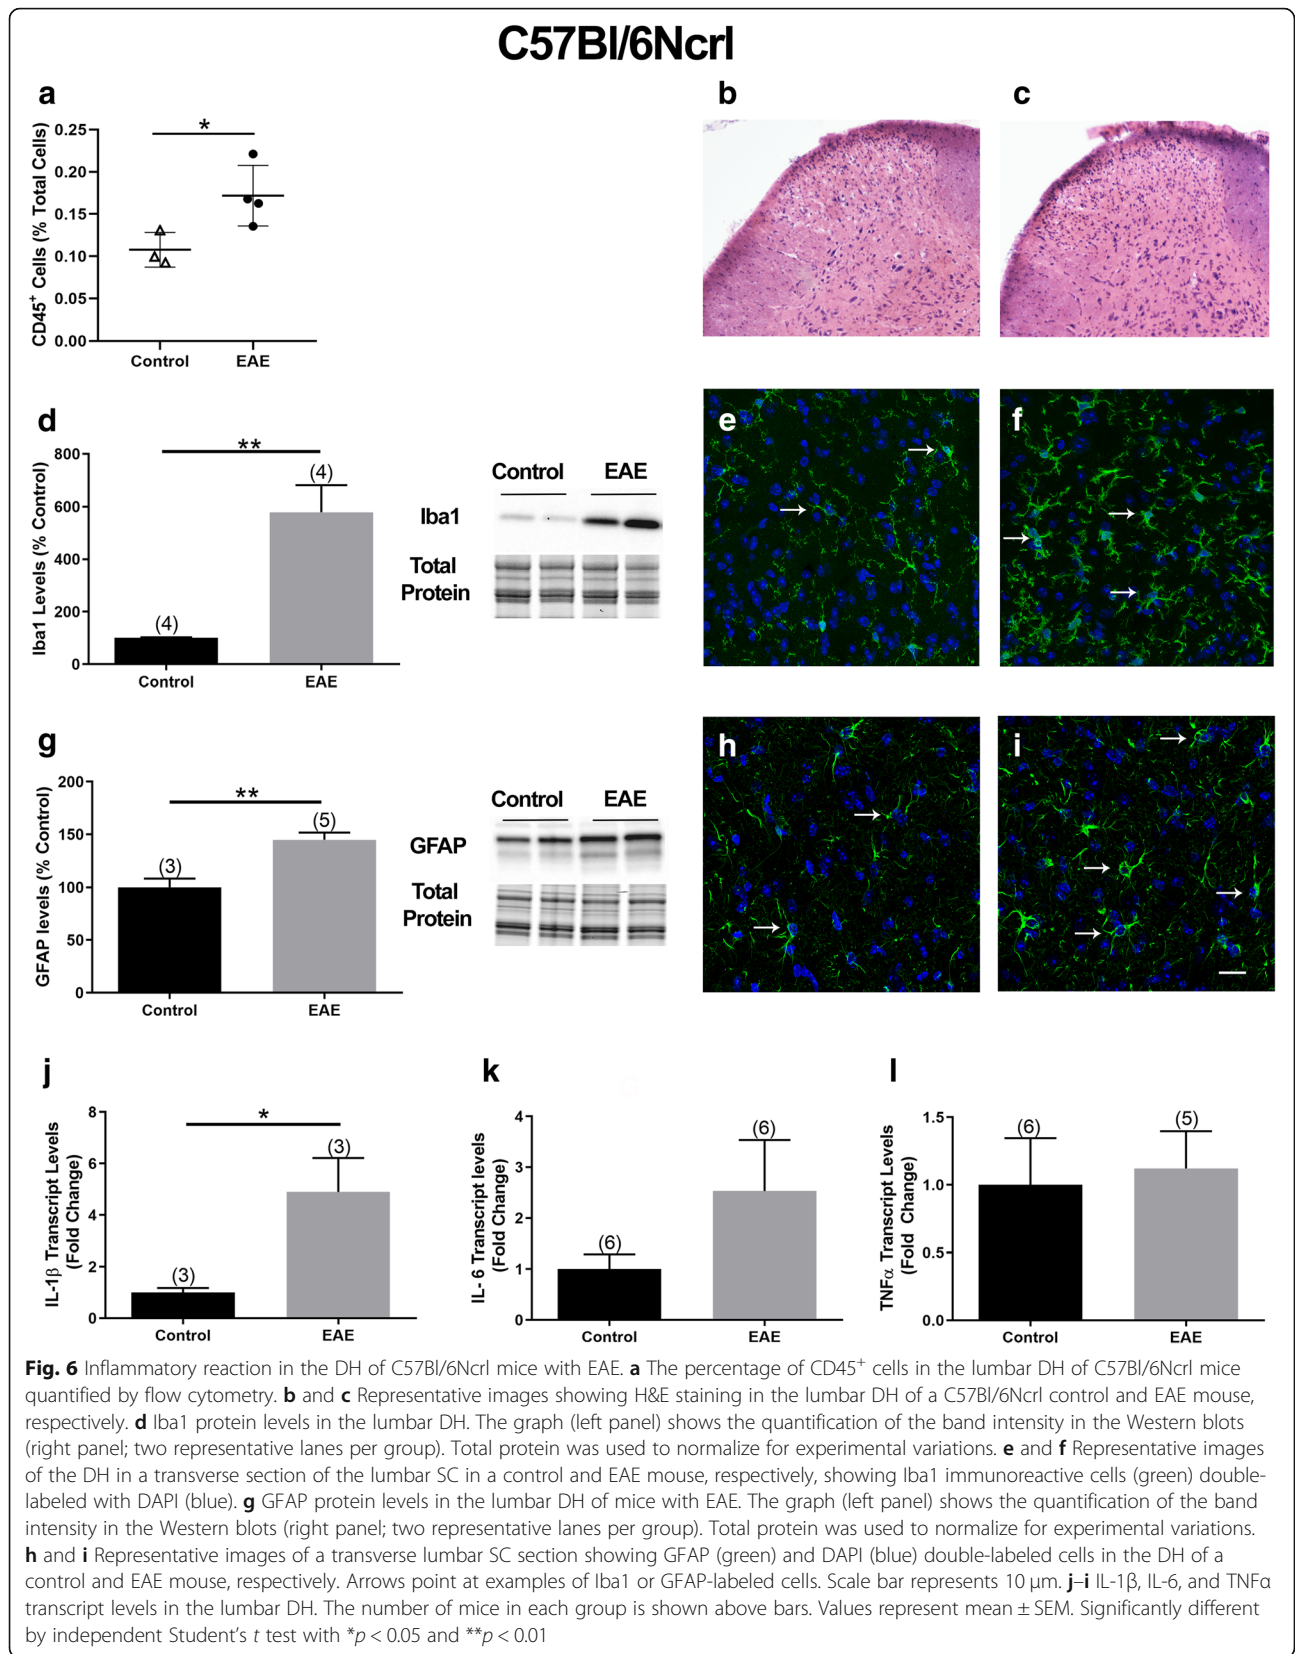 C57Bl/6Ncrl
a
b
c
*
0.25
0.20
0.15
0.10
0.05
0.00
CD45+ Cells (% Total Cells)
Control
EAE
d
**
800
600
400
200
0
Iba1 Levels (% Control)
(4)
(4)
Control
EAE
Control
EAE
Iba1
Total
Protein
e
f
g
**
200
150
100
50
0
GFAP levels (% Control)
(3)
(5)
Control
EAE
Control
EAE
GFAP
Total
Protein
h
i
j
*
8
6
4
2
0
IL-1β Transcript Levels
(Fold Change)
(3)
(3)
Control
EAE
k
4
3
2
1
0
IL- 6 Transcript levels
(Fold Change)
(6)
(6)
Control
EAE
l
1.5
1.0
0.5
0.0
TNFα Transcript Levels
(Fold Change)
(6)
(5)
Control
EAE
Fig. 6 Inflammatory reaction in the DH of C57Bl/6Ncrl mice with EAE. a The percentage of CD45+ cells in the lumbar DH of C57Bl/6Ncrl mice
quantified by flow cytometry. b and c Representative images showing H&E staining in the lumbar DH of a C57Bl/6Ncrl control and EAE mouse,
respectively. d Iba1 protein levels in the lumbar DH. The graph (left panel) shows the quantification of the band intensity in the Western blots
(right panel; two representative lanes per group). Total protein was used to normalize for experimental variations. e and f Representative images
of the DH in a transverse section of the lumbar SC in a control and EAE mouse, respectively, showing Iba1 immunoreactive cells (green) double-
labeled with DAPI (blue). g GFAP protein levels in the lumbar DH of mice with EAE. The graph (left panel) shows the quantification of the band
intensity in the Western blots (right panel; two representative lanes per group). Total protein was used to normalize for experimental variations.
h and i Representative images of a transverse lumbar SC section showing GFAP (green) and DAPI (blue) double-labeled cells in the DH of a
control and EAE mouse, respectively. Arrows point at examples of Iba1 or GFAP-labeled cells. Scale bar represents 10 μm. j–i IL-1β, IL-6, and TNFα
transcript levels in the lumbar DH. The number of mice in each group is shown above bars. Values represent mean ± SEM. Significantly different
by independent Student's t test with *p < 0.05 and **p < 0.01